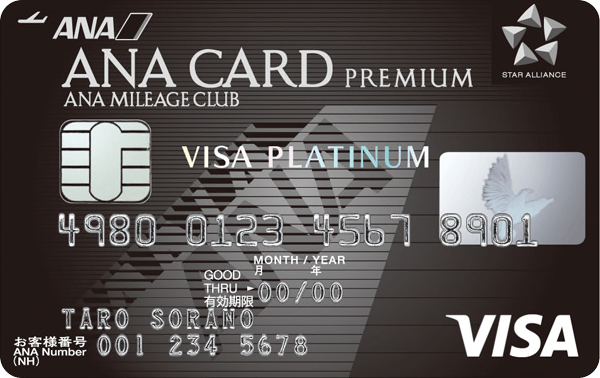 ANA
ANA CARD PREMIUM
ANA MILEAGE CLUB
STAR ALLIANCE
VISA PLATINUM
4980 0123 4567 8901
MONTH / YEAR
月 年
GOOD
THRU
有効期限
00/00
TARO SORANO
お客様番号
ANA Number
(NH)
001 234 5678
VISA